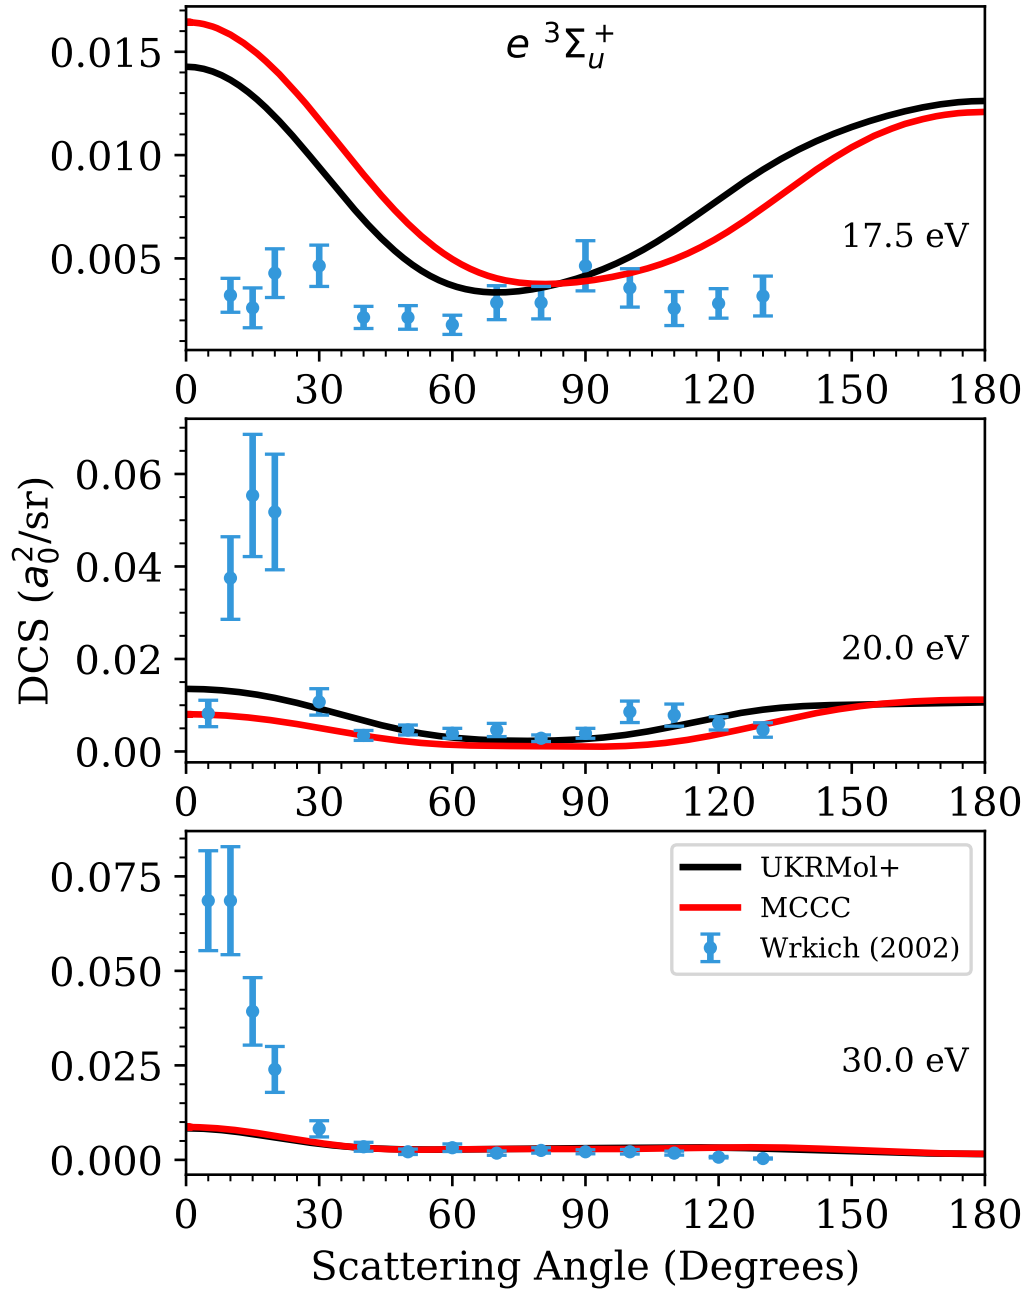 e ³Σᵤ⁺
0.015
0.010
0.005
17.5 eV
0 30 60 90 120 150 180
DCS (a₀²/sr)
0.06
0.04
0.02
0.00
20.0 eV
0 30 60 90 120 150 180
0.075
0.050
0.025
0.000
UKRMol+
MCCC
Wrkich (2002)
30.0 eV
0 30 60 90 120 150 180
Scattering Angle (Degrees)